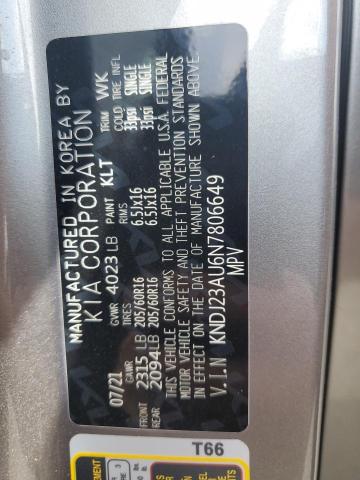 MANUFACTURED IN KOREA BY
KIA CORPORATION
07/21 GVWR 4023 LB PAINT KLT TRIM WK
GAWR TIRES RIMS COLD TIRE INFL
FRONT 2315 LB 205/60R16 6.5Jx16 33psi SINGLE
REAR 2094 LB 205/60R16 6.5Jx16 33psi SINGLE
THIS VEHICLE CONFORMS TO ALL APPLICABLE U.S.A. FEDERAL
MOTOR VEHICLE SAFETY AND THEFT PREVENTION STANDARDS
IN EFFECT ON THE DATE OF MANUFACTURE SHOWN ABOVE.
V.I.N KNDJ23AU6N7806649
MPV
T66